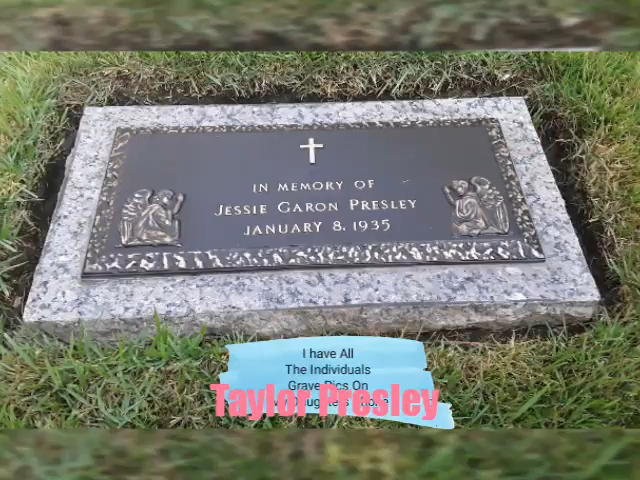 IN MEMORY OF
JESSIE GARON PRESLEY
JANUARY 8, 1935
I have All
The Individuals
Grave Pics On
Taylor Presley